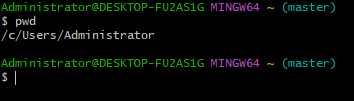 Administrator@DESKTOP-FU2AS1G MINGW64 ~ (master)
$ pwd
/c/Users/Administrator
Administrator@DESKTOP-FU2AS1G MINGW64 ~ (master)
$